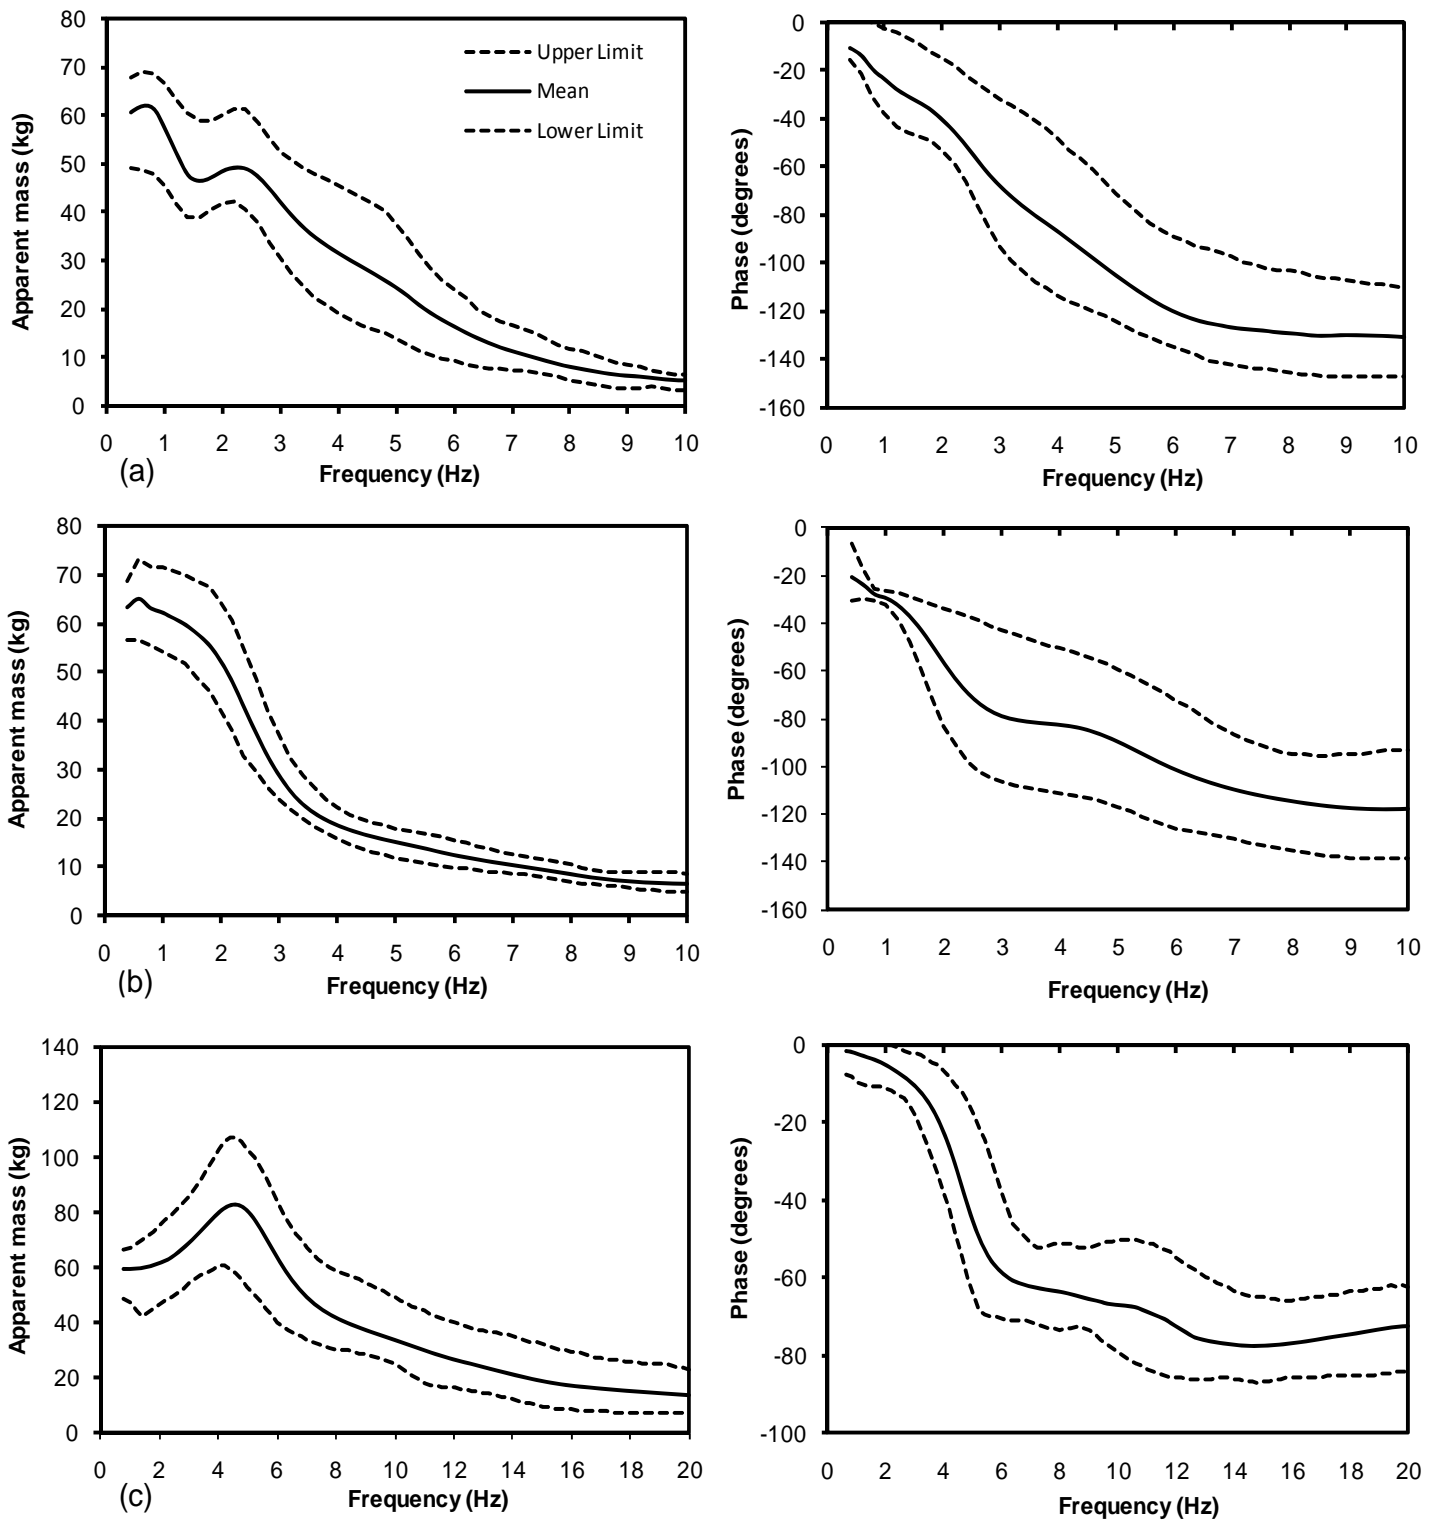 80
70
60
50
40
30
20
10
0
Apparent mass (kg)
Upper Limit
Mean
Lower Limit
0 1 2 3 4 5 6 7 8 9 10
(a)
Frequency (Hz)
0
-20
-40
-60
-80
-100
-120
-140
-160
Phase (degrees)
0 1 2 3 4 5 6 7 8 9 10
Frequency (Hz)
80
70
60
50
40
30
20
10
0
Apparent mass (kg)
0 1 2 3 4 5 6 7 8 9 10
(b)
Frequency (Hz)
0
-20
-40
-60
-80
-100
-120
-140
-160
Phase (degrees)
0 1 2 3 4 5 6 7 8 9 10
Frequency (Hz)
140
120
100
80
60
40
20
0
Apparent mass (kg)
0 2 4 6 8 10 12 14 16 18 20
(c)
Frequency (Hz)
0
-20
-40
-60
-80
-100
Phase (degrees)
0 2 4 6 8 10 12 14 16 18 20
Frequency (Hz)